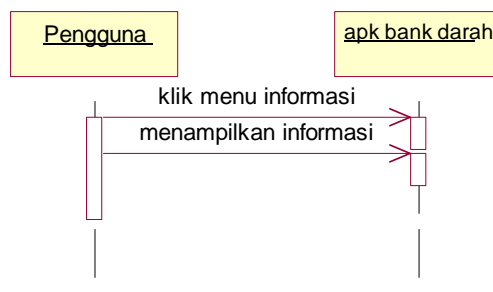 Pengguna
apk bank darah
klik menu informasi
menampilkan informasi